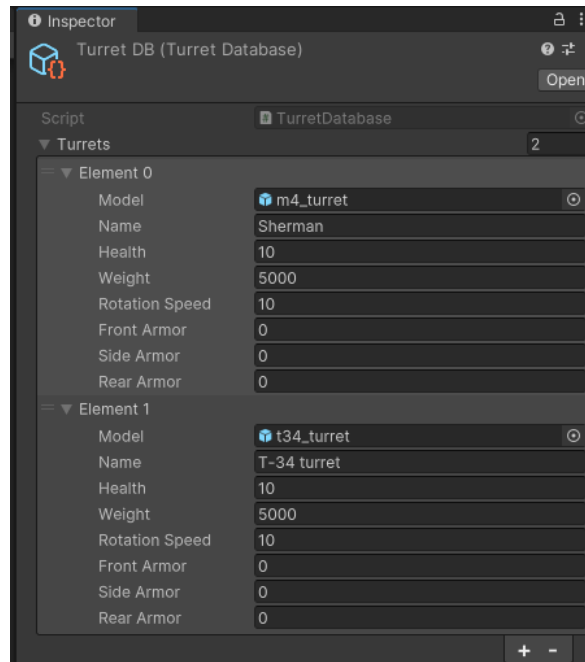 Inspector
Turret DB (Turret Database)
Open
Script TurretDatabase
Turrets 2
Element 0
Model m4_turret
Name Sherman
Health 10
Weight 5000
Rotation Speed 10
Front Armor 0
Side Armor 0
Rear Armor 0
Element 1
Model t34_turret
Name T-34 turret
Health 10
Weight 5000
Rotation Speed 10
Front Armor 0
Side Armor 0
Rear Armor 0
+ -